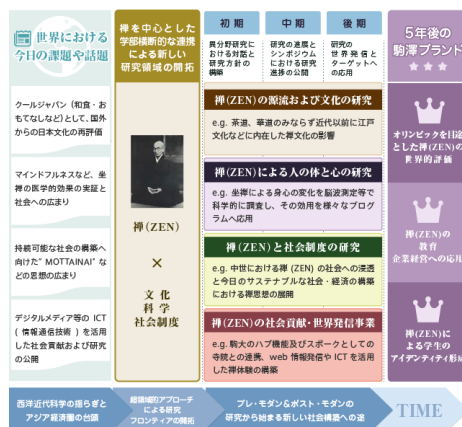 世界における
今日の課題や話題
クールジャパン（和食・お
もてなしなど）として、国外
からの日本文化の再評価
マインドフルネスなど、坐
禅の医学的効果の実証と
社会への広まり
持続可能な社会の構築へ
向けた“MOTTAINAI”な
どの思想の広まり
デジタルメディア等の ICT
（情報通信技術）を活用し
た社会貢献および研究
の公開
禅を中心とした
学部横断的な連携
による新しい
研究領域の開拓
禅（ZEN）
×
文化
科学
社会制度
初期
中期
後期
異分野研究に
おける対話と
研究方針の
構築
研究の進展と
シンポジウム
における研究
進捗の公開
研究の
世界発信と
ターゲットへ
の応用
禅（ZEN）の源流および文化の研究
e.g. 茶道、華道のみならず近代以前に江戸
文化などに内在した禅文化の影響
禅（ZEN）による人の体と心の研究
e.g. 坐禅による身心の変化を脳波測定等で
科学的に調査し、その効用を様々なプログ
ラムへ応用
禅（ZEN）と社会制度の研究
e.g. 中世における禅（ZEN）の社会への浸透
と今日のサステナブルな社会・経済の構築
における禅思想の展開
禅（ZEN）の社会貢献・世界発信事業
e.g. 駒大のハブ機能及びスポークとしての
寺院との連携、web 情報発信や ICT を活用し
た禅体験の構築
5年後の
駒澤ブランド
オリンピックを目途
とした禅（ZEN）の
世界的評価
禅（ZEN）の
教育
企業経営への応用
禅（ZEN）に
よる学生の
アイデンティティ形成
西洋近代科学の揺らぎと
アジア経済圏の台頭
総領域的アプローチ
による研究
フロンティアの開拓
プレ・モダン&ポスト・モダンの
研究から始まる新しい社会構築への途
TIME